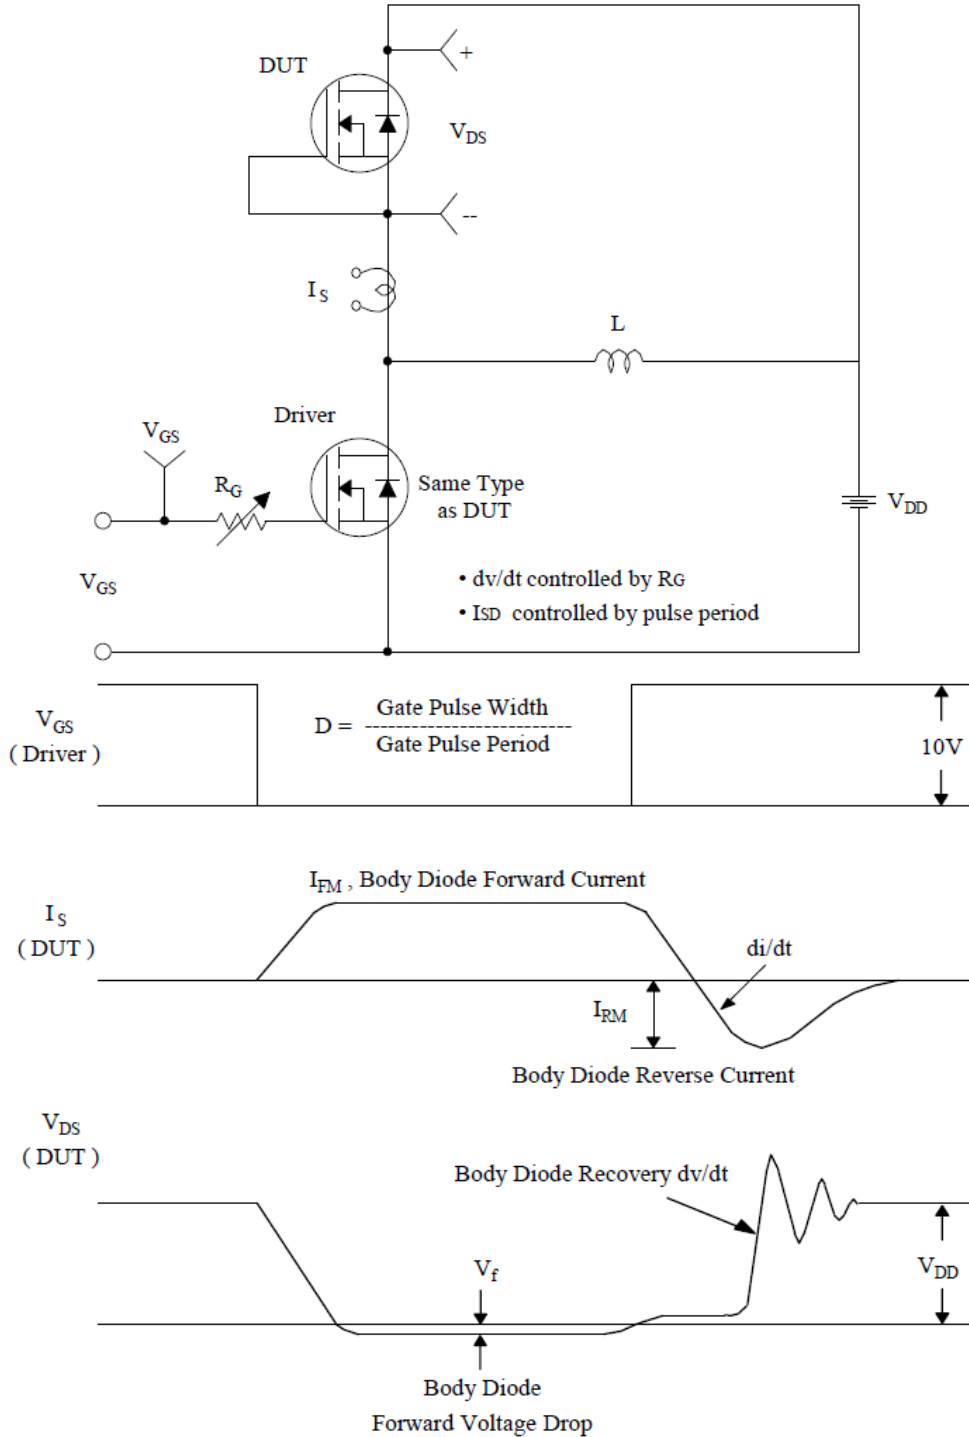 DUT
+
VDS
--
IS
L
Driver
VGS
RG
Same Type
as DUT
VDD
VGS
• dv/dt controlled by RG
• ISD controlled by pulse period
VGS
( Driver )
D = Gate Pulse Width
--------------------------
Gate Pulse Period
10V
IFM , Body Diode Forward Current
IS
( DUT )
di/dt
IRM
Body Diode Reverse Current
VDS
( DUT )
Body Diode Recovery dv/dt
Vf
VDD
Body Diode
Forward Voltage Drop